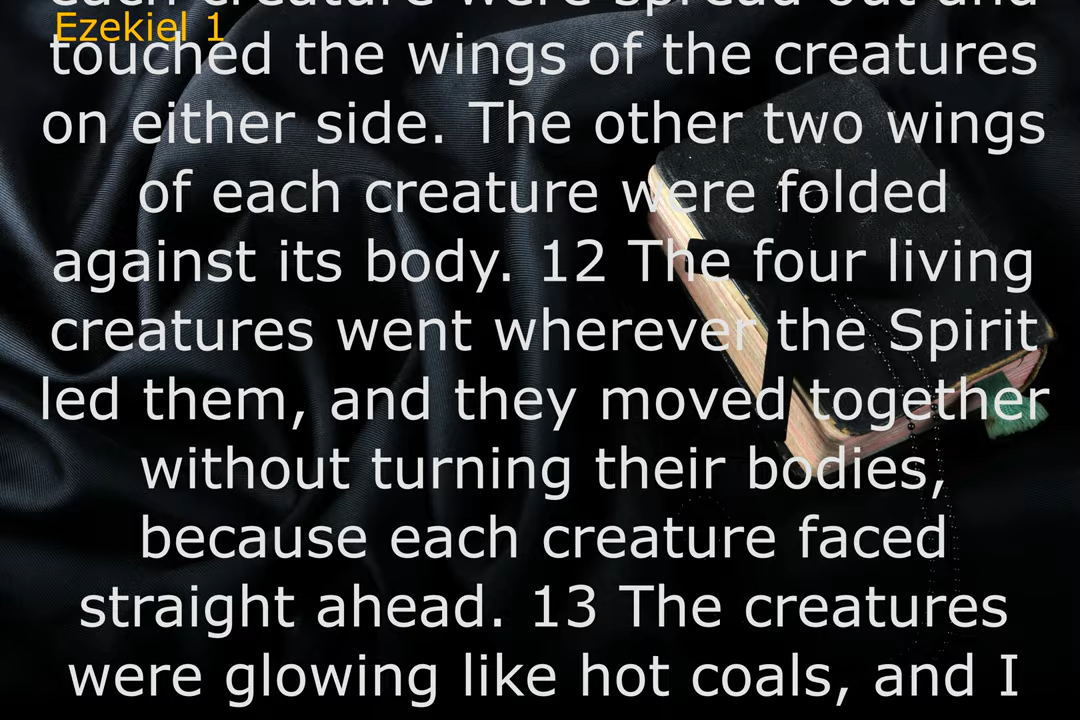 each creature were spread out and
Ezekiel 1
touched the wings of the creatures
on either side. The other two wings
of each creature were folded
against its body. 12 The four living
creatures went wherever the Spirit
led them, and they moved together
without turning their bodies,
because each creature faced
straight ahead. 13 The creatures
were glowing like hot coals, and I